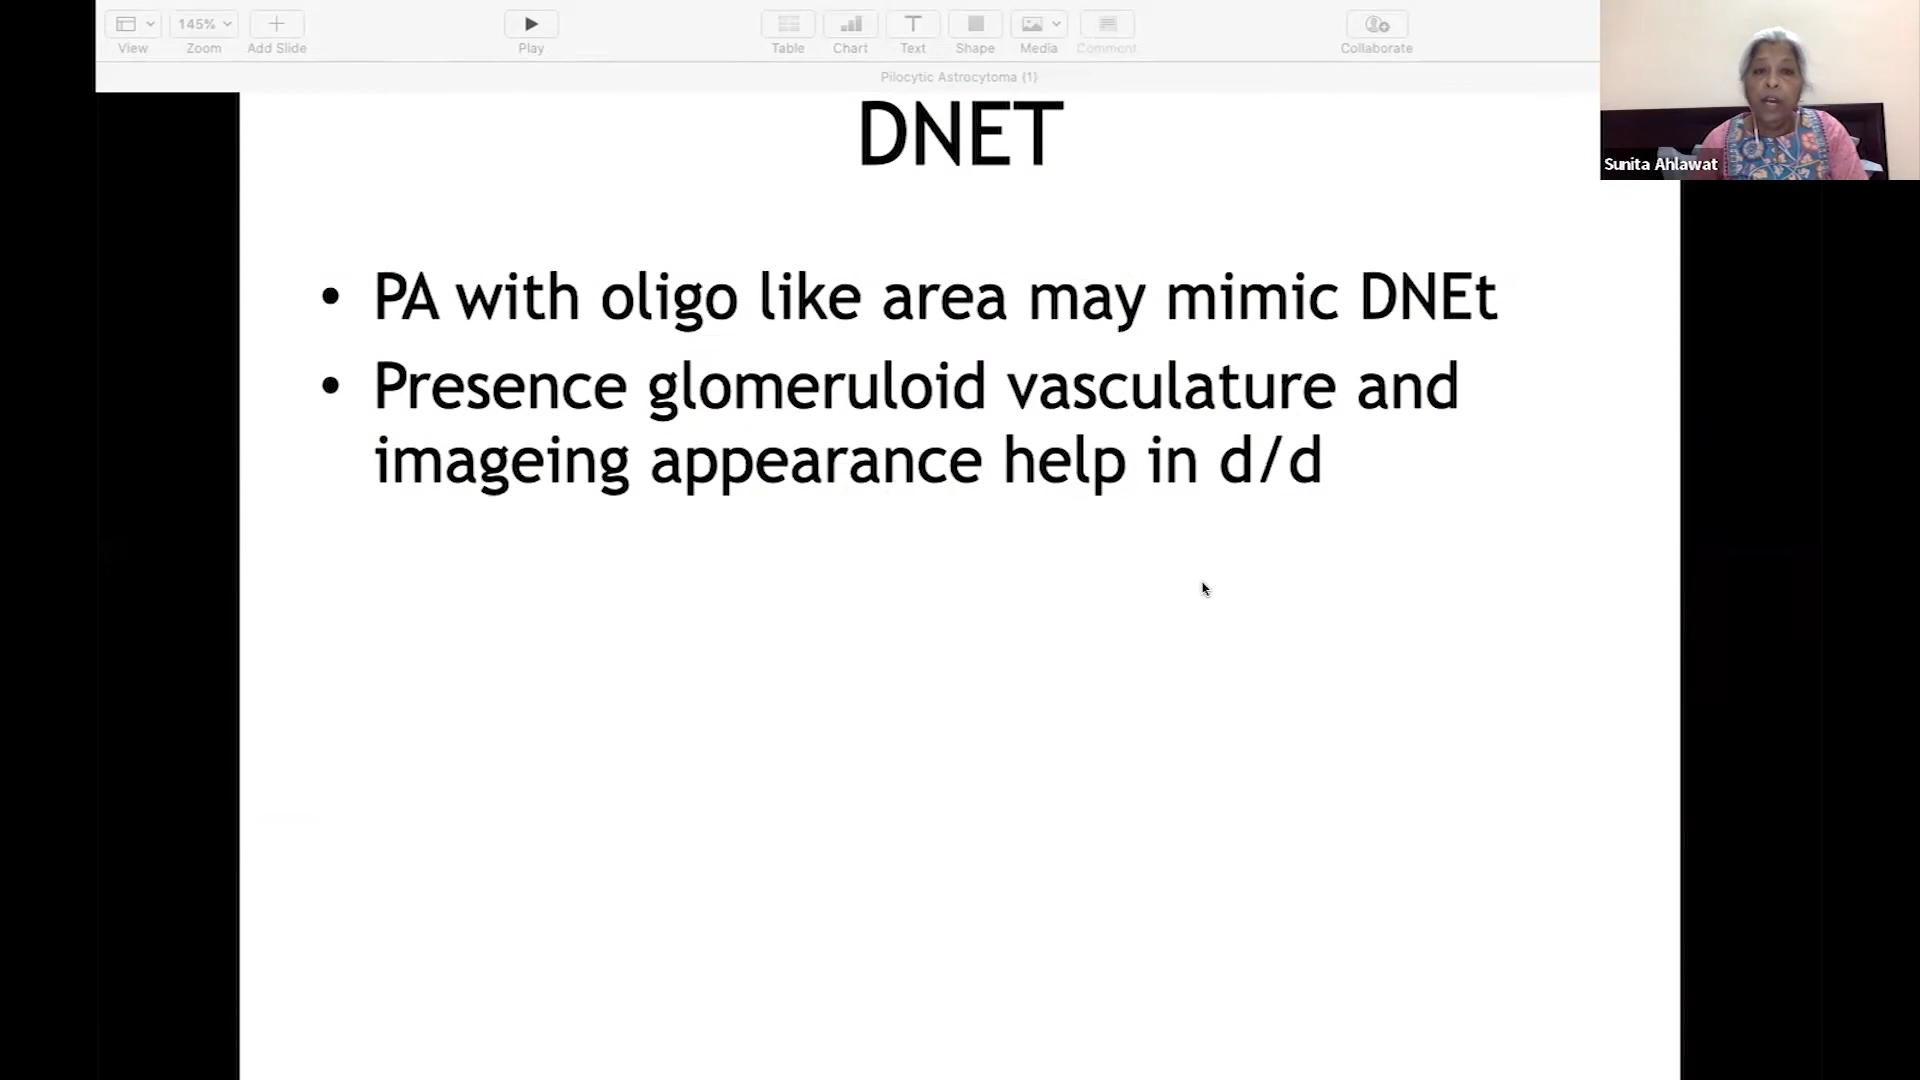 145%
View
Zoom
Add Slide
Play
Table
Chart
Text
Shape
Media
Comment
Collaborate
Pilocytic Astrocytoma (1)
Sunita Ahlawat
DNET
• PA with oligo like area may mimic DNEt
• Presence glomeruloid vasculature and
imageing appearance help in d/d